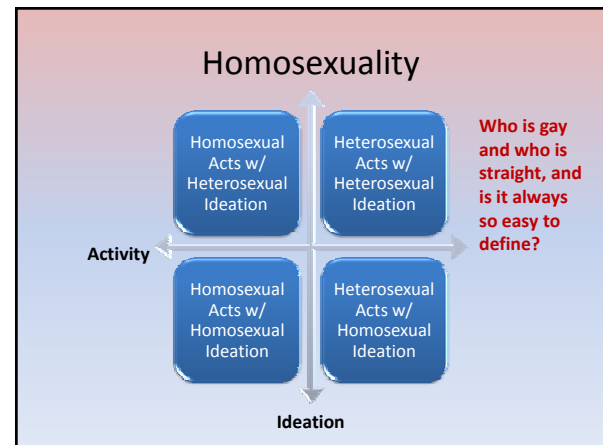 Homosexuality
Homosexual
Acts w/
Heterosexual
Ideation
Heterosexual
Acts w/
Heterosexual
Ideation
Who is gay
and who is
straight, and
is it always
so easy to
define?
Activity
Homosexual
Acts w/
Homosexual
Ideation
Heterosexual
Acts w/
Homosexual
Ideation
Ideation